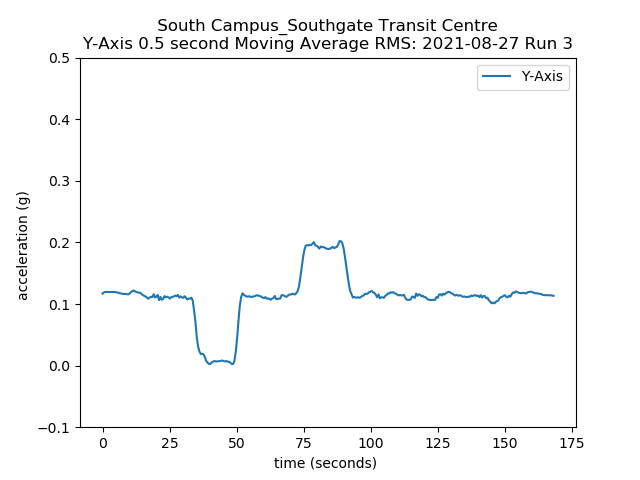 South Campus_Southgate Transit Centre
Y-Axis 0.5 second Moving Average RMS: 2021-08-27 Run 3
Y-Axis
acceleration (g)
0.5
0.4
0.3
0.2
0.1
0.0
−0.1
0 25 50 75 100 125 150 175
time (seconds)